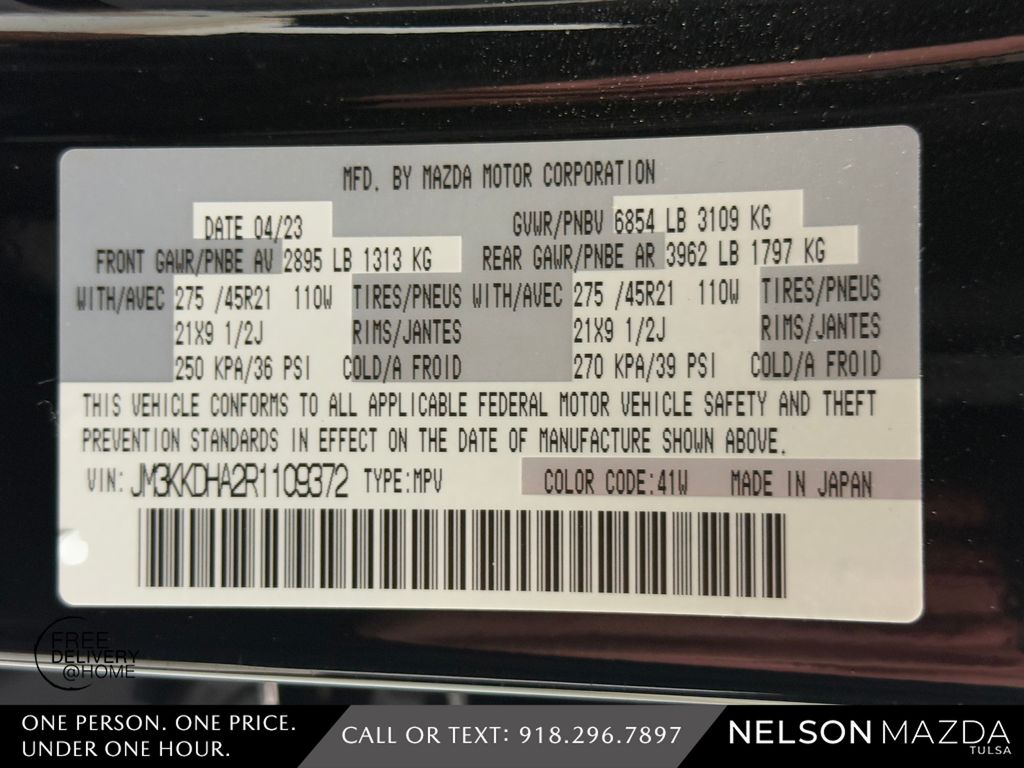 MFD. BY MAZDA MOTOR CORPORATION
DATE 04/23 GVWR/PNBV 6854 LB 3109 KG
FRONT GAWR/PNBE AV 2895 LB 1313 KG REAR GAWR/PNBE AR 3962 LB 1797 KG
WITH/AVEC 275 /45R21 110W TIRES/PNEUS WITH/AVEC 275 /45R21 110W TIRES/PNEUS
21X9 1/2J RIMS/JANTES 21X9 1/2J RIMS/JANTES
250 KPA/36 PSI COLD/A FROID 270 KPA/39 PSI COLD/A FROID
THIS VEHICLE CONFORMS TO ALL APPLICABLE FEDERAL MOTOR VEHICLE SAFETY AND THEFT
PREVENTION STANDARDS IN EFFECT ON THE DATE OF MANUFACTURE SHOWN ABOVE.
VIN: JM3KKDHA2R1109372 TYPE:MPV COLOR CODE:41W MADE IN JAPAN
FREE
DELIVERY
@HOME
ONE PERSON. ONE PRICE.
UNDER ONE HOUR.
CALL OR TEXT: 918.296.7897
NELSON MAZDA
TULSA